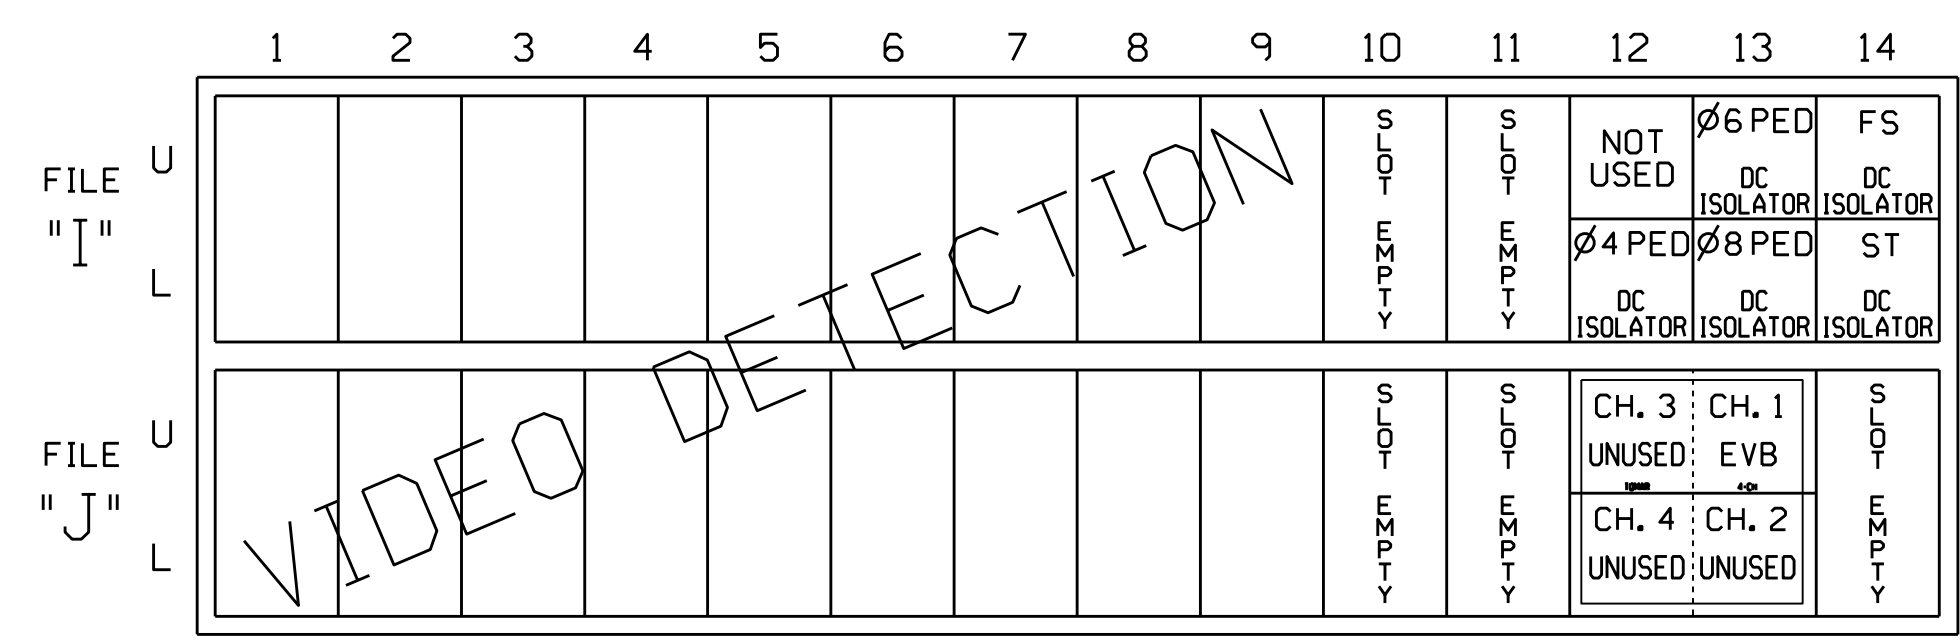 1 2 3 4 5 6 7 8 9 10 11 12 13 14
FILE
"I"
U
L
SLOT EMPTY
SLOT EMPTY
NOT
USED
Ø6 PED
DC
ISOLATOR
FS
DC
ISOLATOR
Ø4 PED
DC
ISOLATOR
Ø8 PED
DC
ISOLATOR
ST
DC
ISOLATOR
VIDEO DETECTION
FILE
"J"
U
L
SLOT EMPTY
SLOT EMPTY
CH. 3
UNUSED
CH. 1
EVB
4-CH
CH. 4
UNUSED
CH. 2
UNUSED
SLOT EMPTY